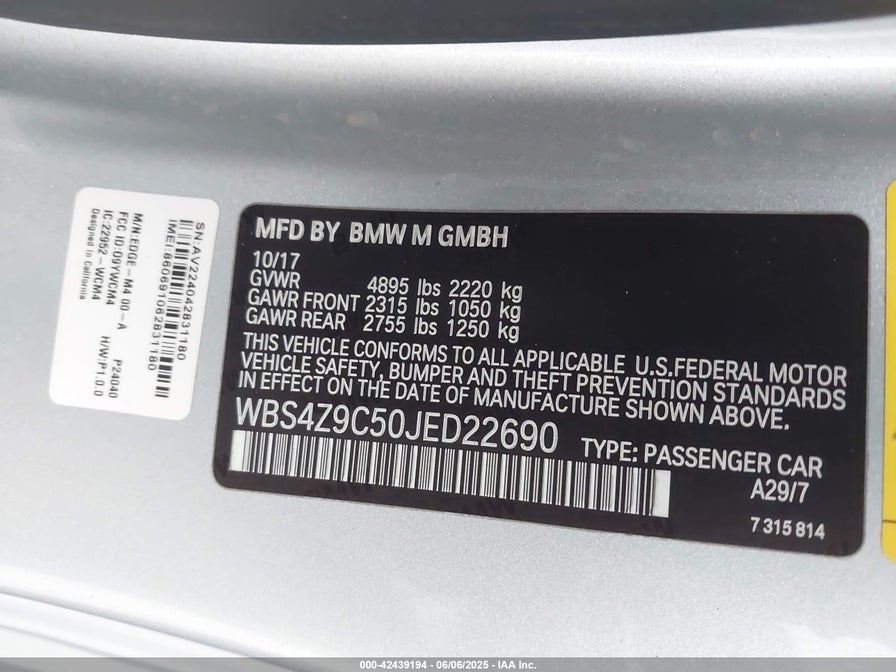 SN:AV224042831180
IMEI:860691062831180
M/N:EDGE-M4 00-A P24040
FCC ID:09YWCM4
IC:22952-WCM4 H/W:P1.0.0
Designed in California
MFD BY BMW M GMBH
10/17
GVWR 4895 lbs 2220 kg
GAWR FRONT 2315 lbs 1050 kg
GAWR REAR 2755 lbs 1250 kg
THIS VEHICLE CONFORMS TO ALL APPLICABLE U.S.FEDERAL MOTOR
VEHICLE SAFETY, BUMPER AND THEFT PREVENTION STANDARDS
IN EFFECT ON THE DATE OF MANUFACTURE SHOWN ABOVE.
WBS4Z9C50JED22690 TYPE: PASSENGER CAR
A29/7
7 315 814
000-42439194 - 06/06/2025 - IAA Inc.